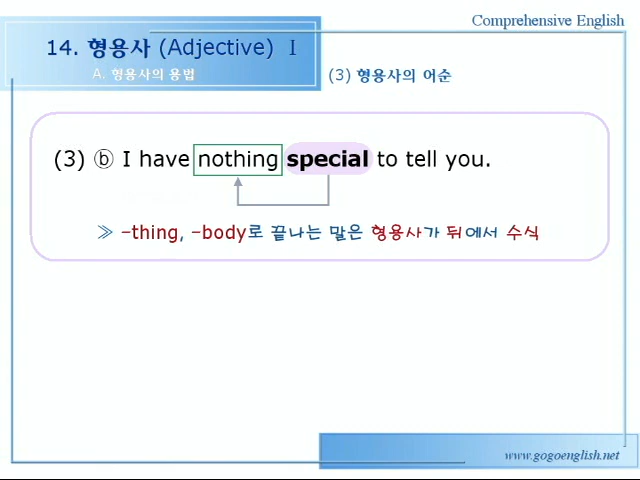 Comprehensive English
14. 형용사 (Adjective) Ⅰ
A. 형용사의 용법
(3) 형용사의 어순
(3) ⓑ I have nothing special to tell you.
≫ –thing, –body로 끝나는 말은 형용사가 뒤에서 수식
www.gogoenglish.net